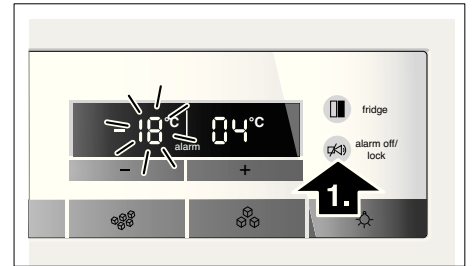 -18°C
alarm
04°C
fridge
alarm off/
lock
–
+
1.